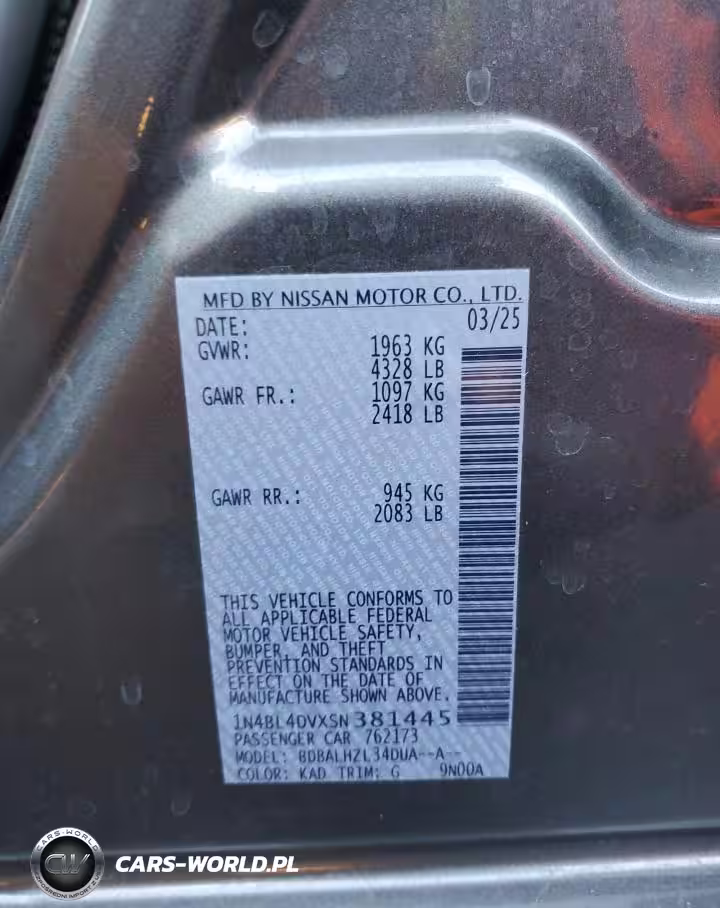 MFD BY NISSAN MOTOR CO., LTD.
DATE: 03/25
GVWR: 1963 KG
4328 LB
GAWR FR.: 1097 KG
2418 LB
GAWR RR.: 945 KG
2083 LB
THIS VEHICLE CONFORMS TO
ALL APPLICABLE FEDERAL
MOTOR VEHICLE SAFETY,
BUMPER, AND THEFT
PREVENTION STANDARDS IN
EFFECT ON THE DATE OF
MANUFACTURE SHOWN ABOVE.
1N4BL4DVXSN381445
PASSENGER CAR 762173
MODEL: BDBALHZL34DUA--A--
COLOR: KAD TRIM: G 9N00A
CARS-WORLD
CW
CARS-WORLD.PL